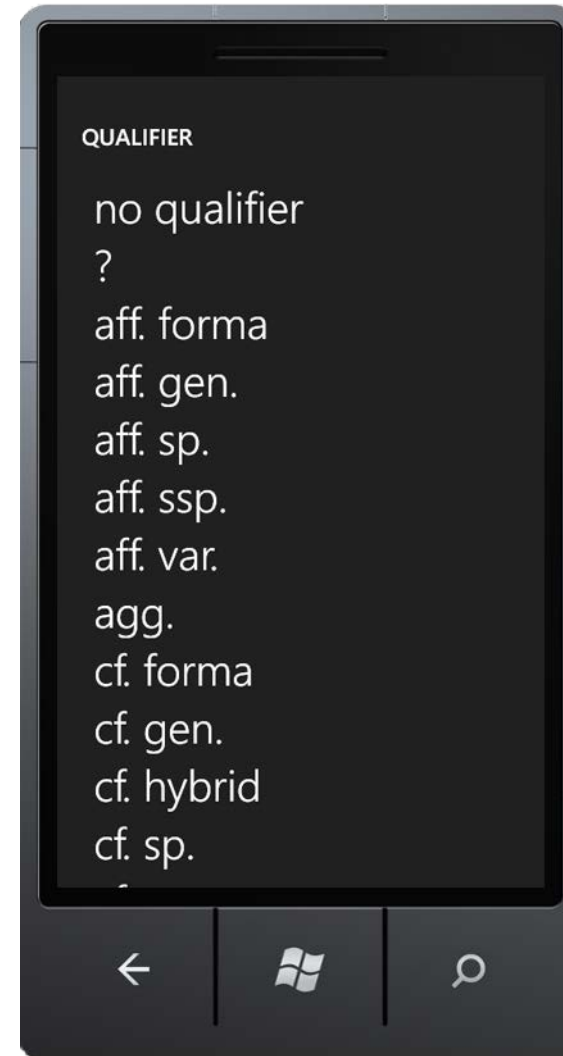 QUALIFIER
no qualifier
?
aff. forma
aff. gen.
aff. sp.
aff. ssp.
aff. var.
agg.
cf. forma
cf. gen.
cf. hybrid
cf. sp.